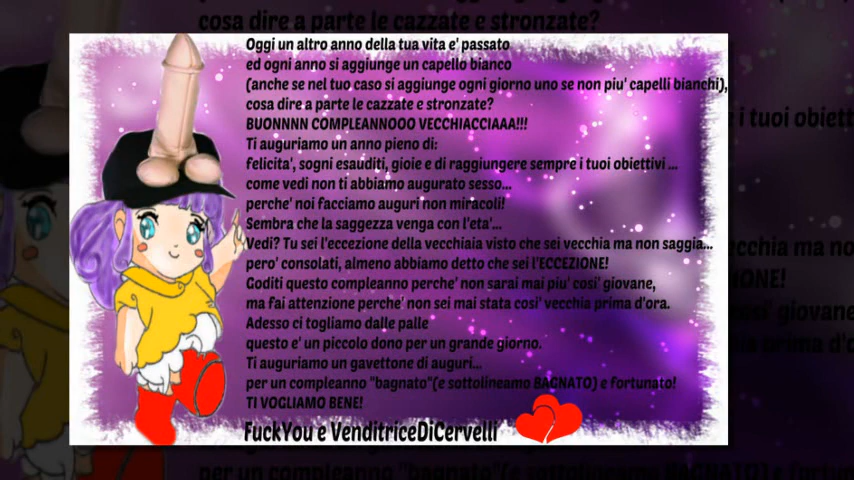 cosa dire a parte le cazzate e stronzate?
Oggi un altro anno della tua vita e' passato
ed ogni anno si aggiunge un capello bianco
(anche se nel tuo caso si aggiunge ogni giorno uno se non piu' capelli bianchi),
cosa dire a parte le cazzate e stronzate?
BUONNNN COMPLEANNOOO VECCHIACCIAAA!!!
Ti auguriamo un anno pieno di:
felicita', sogni esauditi, gioie e di raggiungere sempre i tuoi obiettivi ...
come vedi non ti abbiamo augurato sesso...
perche' noi facciamo auguri non miracoli!
Sembra che la saggezza venga con l'eta'...
Vedi? Tu sei l'eccezione della vecchiaia visto che sei vecchia ma non saggia...
pero' consolati, almeno abbiamo detto che sei l'ECCEZIONE!
Goditi questo compleanno perche' non sarai mai piu' cosi' giovane,
ma fai attenzione perche' non sei mai stata cosi' vecchia prima d'ora.
Adesso ci togliamo dalle palle
questo e' un piccolo dono per un grande giorno.
Ti auguriamo un gavettone di auguri...
per un compleanno "bagnato"(e sottolineamo BAGNATO) e fortunato!
TI VOGLIAMO BENE!
FuckYou e VenditriceDiCervelli